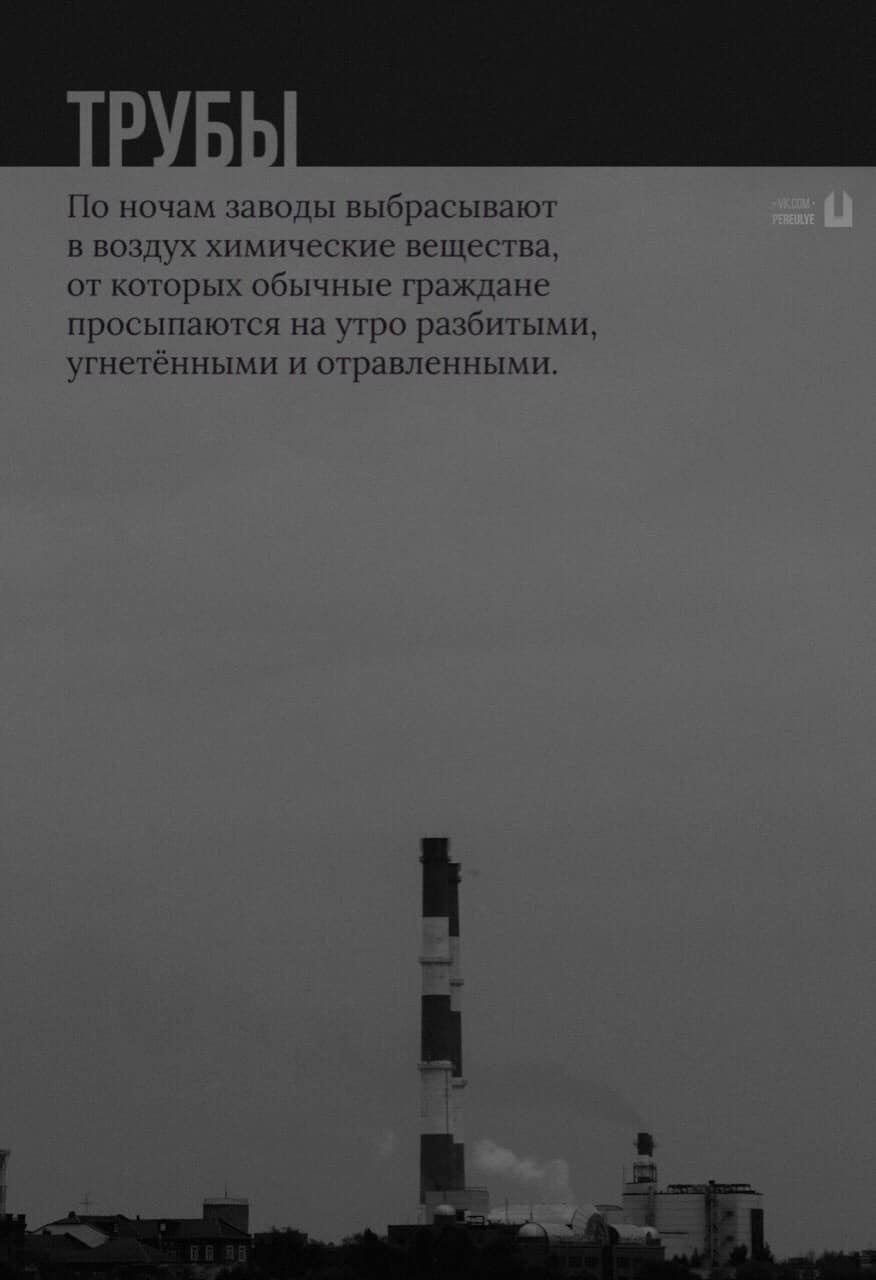 ТРУБЫ
По ночам заводы выбрасывают
в воздух химические вещества,
от которых обычные граждане
просыпаются на утро разбитыми,
угнетёнными и отравленными.
·VK.COM·
PEREULYE